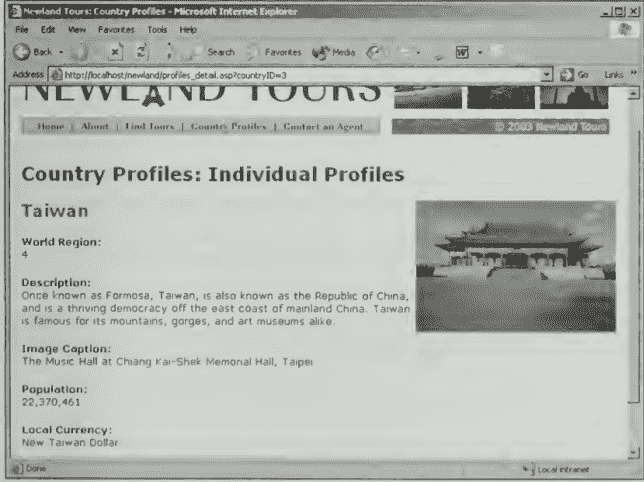 Newland Tours: Country Profiles - Microsoft Internet Explorer
File Edit View Favorites Tools Help
Back Search Favorites Media
Address http://localhost/newland/profiles_detail.asp?countryID=3 Go Links »
NEWLAND TOURS
Home | About | Find Tours | Country Profiles | Contact an Agent
© 2003 Newland Tours
Country Profiles: Individual Profiles
Taiwan
World Region:
4
Description:
Once known as Formosa, Taiwan, is also known as the Republic of China,
and is a thriving democracy off the east coast of mainland China. Taiwan
is famous for its mountains, gorges, and art museums alike.
Image Caption:
The Music Hall at Chiang Kai-Shek Memorial Hall, Taipei
Population:
22,370,461
Local Currency:
New Taiwan Dollar
Done Local intranet